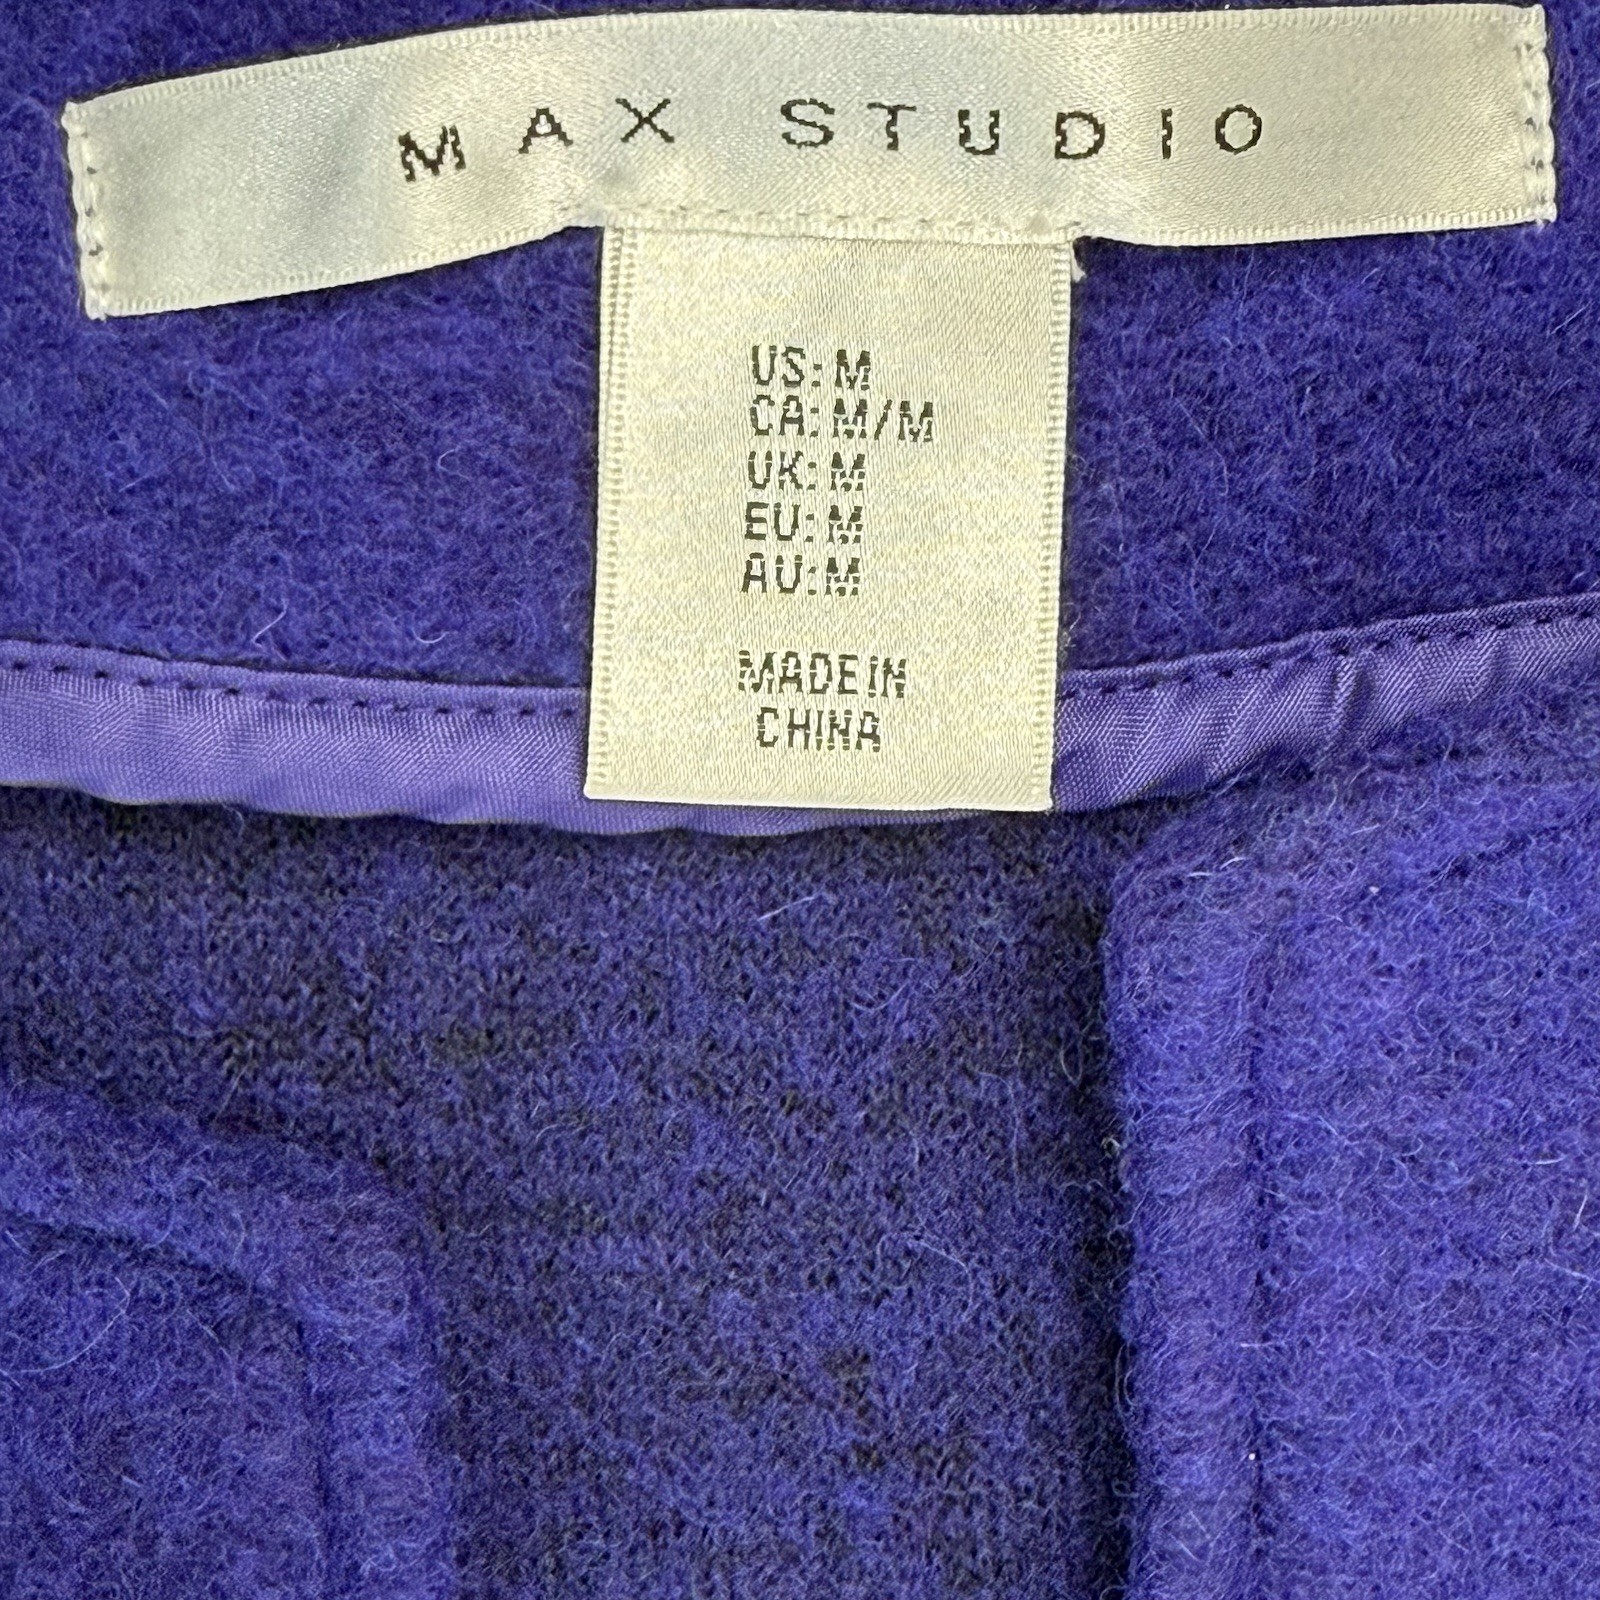 MAX STUDIO
US: M
CA: M/M
UK: M
EU: M
AU: M
MADE IN
CHINA